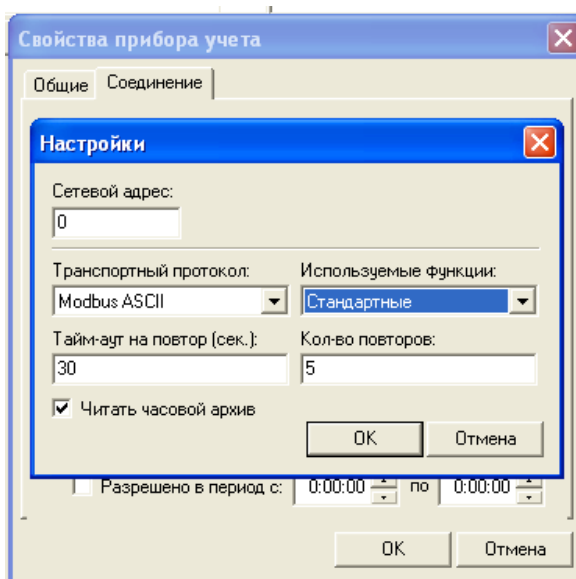 Свойства прибора учета
Общие Соединение
Настройки
Сетевой адрес:
0
Транспортный протокол: Используемые функции:
Modbus ASCII Стандартные
Тайм-аут на повтор (сек.): Кол-во повторов:
30 5
Читать часовой архив
OK Отмена
Разрешено в период с: 0:00:00 по 0:00:00
OK Отмена